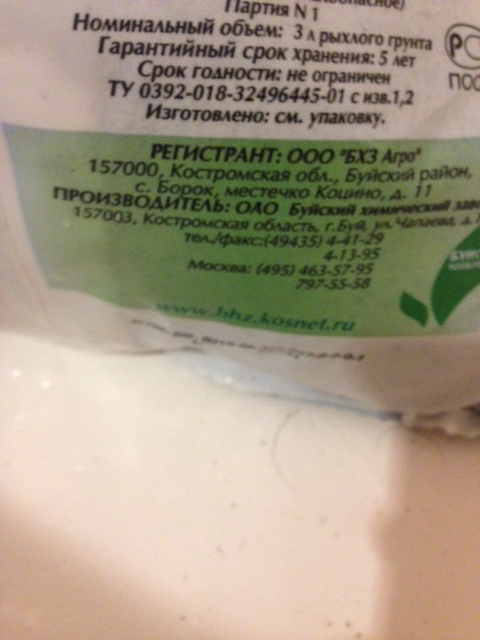 Партия N 1
Номинальный объем: 3 л рыхлого грунта
Гарантийный срок хранения: 5 лет
Срок годности: не ограничен
ТУ 0392-018-32496445-01 с изв.1,2
Изготовлено: см. упаковку.
РЕГИСТРАНТ: ООО "БХЗ Агро"
157000, Костромская обл., Буйский район,
с. Борок, местечко Коцино, д. 11
ПРОИЗВОДИТЕЛЬ: ОАО Буйский химический
157003, Костромская область, г.Буй, ул.Чапаева, д.
тел./факс:(49435) 4-41-29
4-13-95
Москва: (495) 463-57-95
797-55-58
www.bhz.kosnet.ru